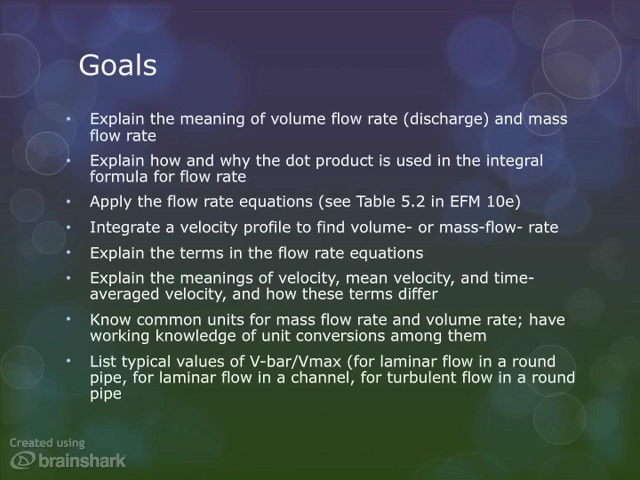 Goals
• Explain the meaning of volume flow rate (discharge) and mass
flow rate
• Explain how and why the dot product is used in the integral
formula for flow rate
• Apply the flow rate equations (see Table 5.2 in EFM 10e)
• Integrate a velocity profile to find volume- or mass-flow- rate
• Explain the terms in the flow rate equations
• Explain the meanings of velocity, mean velocity, and time-
averaged velocity, and how these terms differ
• Know common units for mass flow rate and volume rate; have
working knowledge of unit conversions among them
• List typical values of V-bar/Vmax (for laminar flow in a round
pipe, for laminar flow in a channel, for turbulent flow in a round
pipe
Created using
brainshark